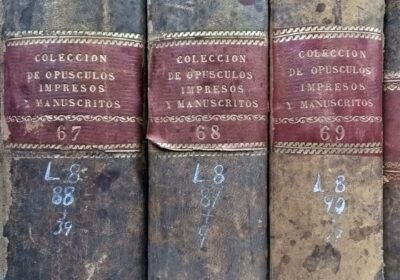 COLECCION
DE OPUSCULOS
IMPRESOS
Y MANUSCRITOS
67
L 8
88
39
COLECCION
DE OPUSCULOS
IMPRESOS
Y MANUSCRITOS
68
L 8
COLECCION
DE OPUSCULOS
IMPRESOS
Y MANUSCRITOS
69
L 8
90